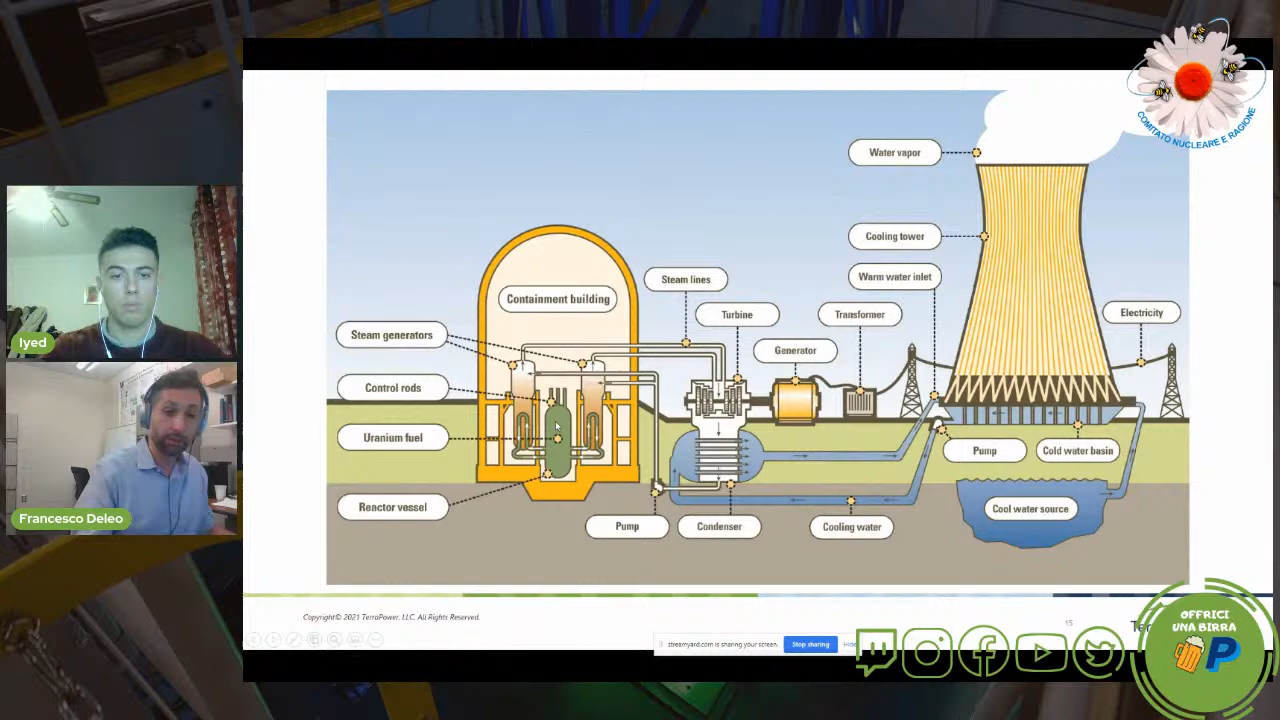 COMITATO NUCLEARE E RAGIONE
Water vapor
Cooling tower
Warm water inlet
Steam lines
Containment building
Turbine
Transformer
Electricity
Steam generators
Generator
Control rods
Uranium fuel
Pump
Cold water basin
Reactor vessel
Cool water source
Pump
Condenser
Cooling water
Iyed
Francesco Deleo
Copyright© 2021 TerraPower, LLC. All Rights Reserved.
15
streamyard.com is sharing your screen.
Stop sharing
Hide
OFFRICI
UNA BIRRA